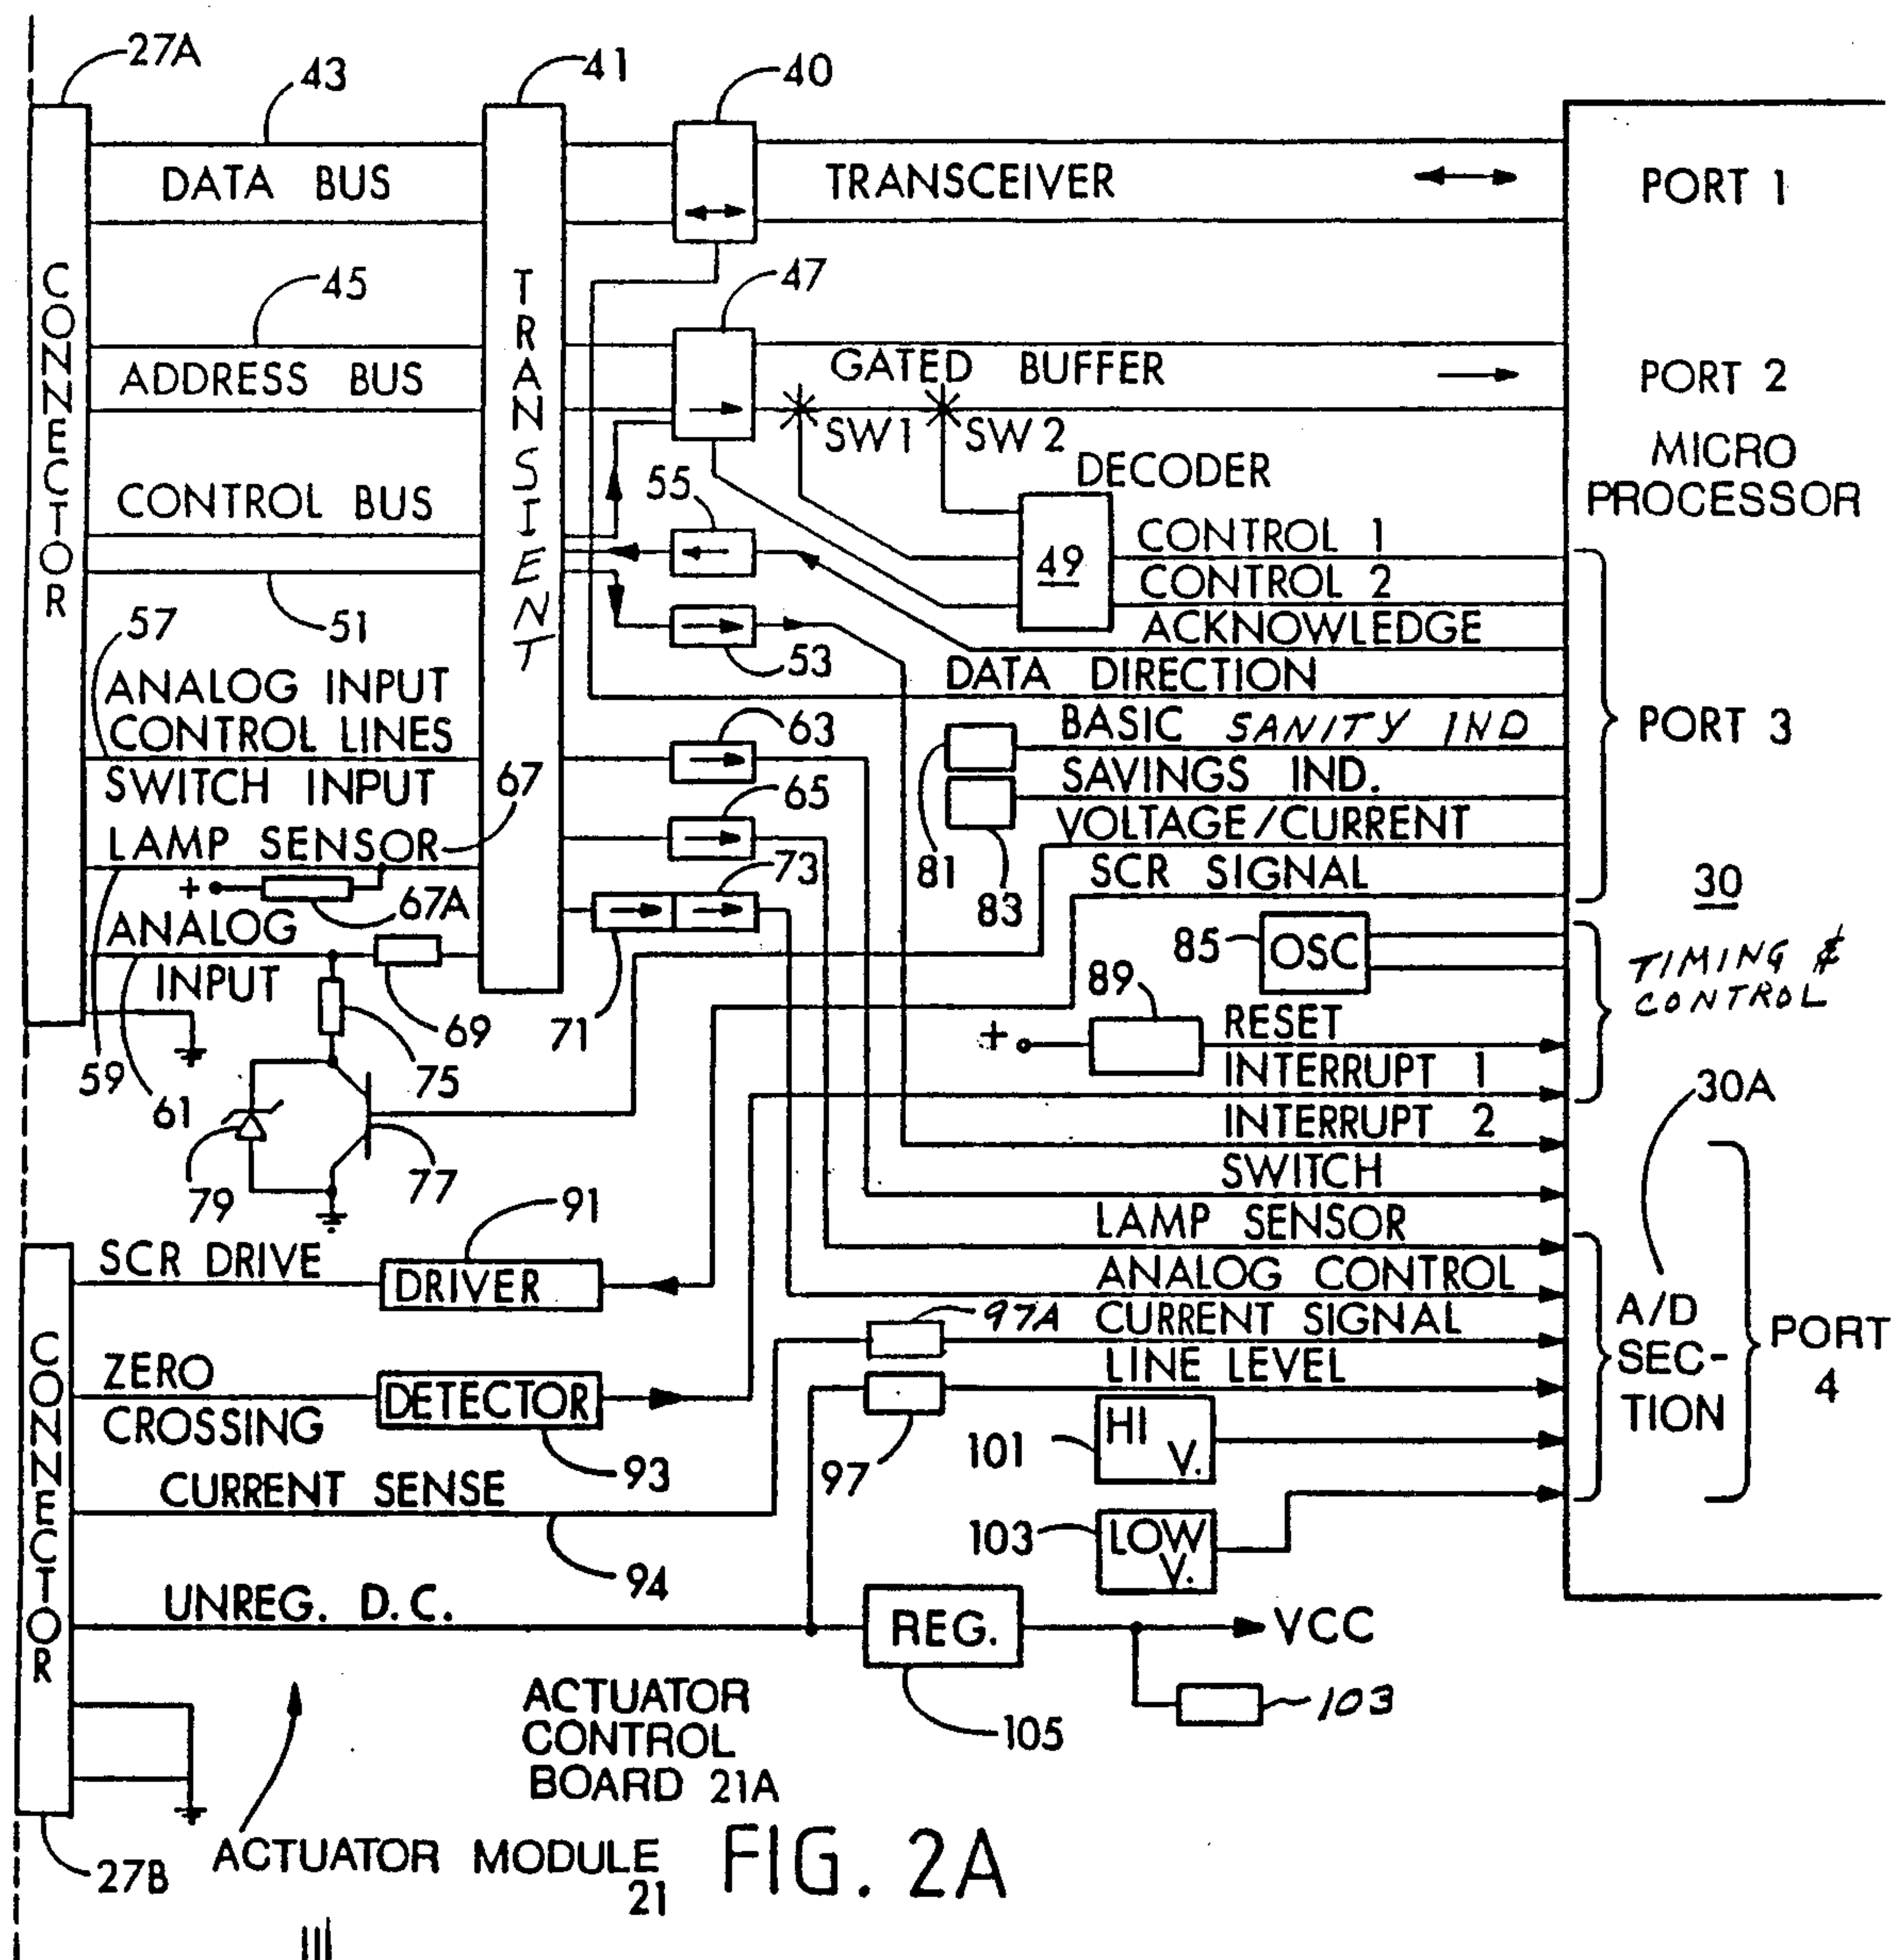 27A
43
41
40
DATA BUS
TRANSCEIVER
PORT 1
CONNECTOR
TRANSIENT
45
47
ADDRESS BUS
GATED BUFFER
PORT 2
SW1
SW2
MICRO
PROCESSOR
DECODER
CONTROL BUS
55
49
CONTROL 1
CONTROL 2
ACKNOWLEDGE
51
53
57
DATA DIRECTION
ANALOG INPUT
CONTROL LINES
63
BASIC SANITY IND
PORT 3
SWITCH INPUT
67
65
SAVINGS IND.
LAMP SENSOR
VOLTAGE/CURRENT
73
81
83
SCR SIGNAL
30
+
67A
ANALOG
INPUT
85
OSC
TIMING &
CONTROL
69
71
89
+
RESET
59
61
75
INTERRUPT 1
30A
INTERRUPT 2
79
77
SWITCH
91
LAMP SENSOR
SCR DRIVE
DRIVER
ANALOG CONTROL
97A
CURRENT SIGNAL
A/D
SEC-
TION
PORT
4
CONNECTOR
ZERO
CROSSING
DETECTOR
LINE LEVEL
93
97
101
HI
V.
CURRENT SENSE
94
103
LOW
V.
UNREG. D.C.
REG.
VCC
105
103
ACTUATOR
CONTROL
BOARD 21A
27B
ACTUATOR MODULE
21
FIG. 2A